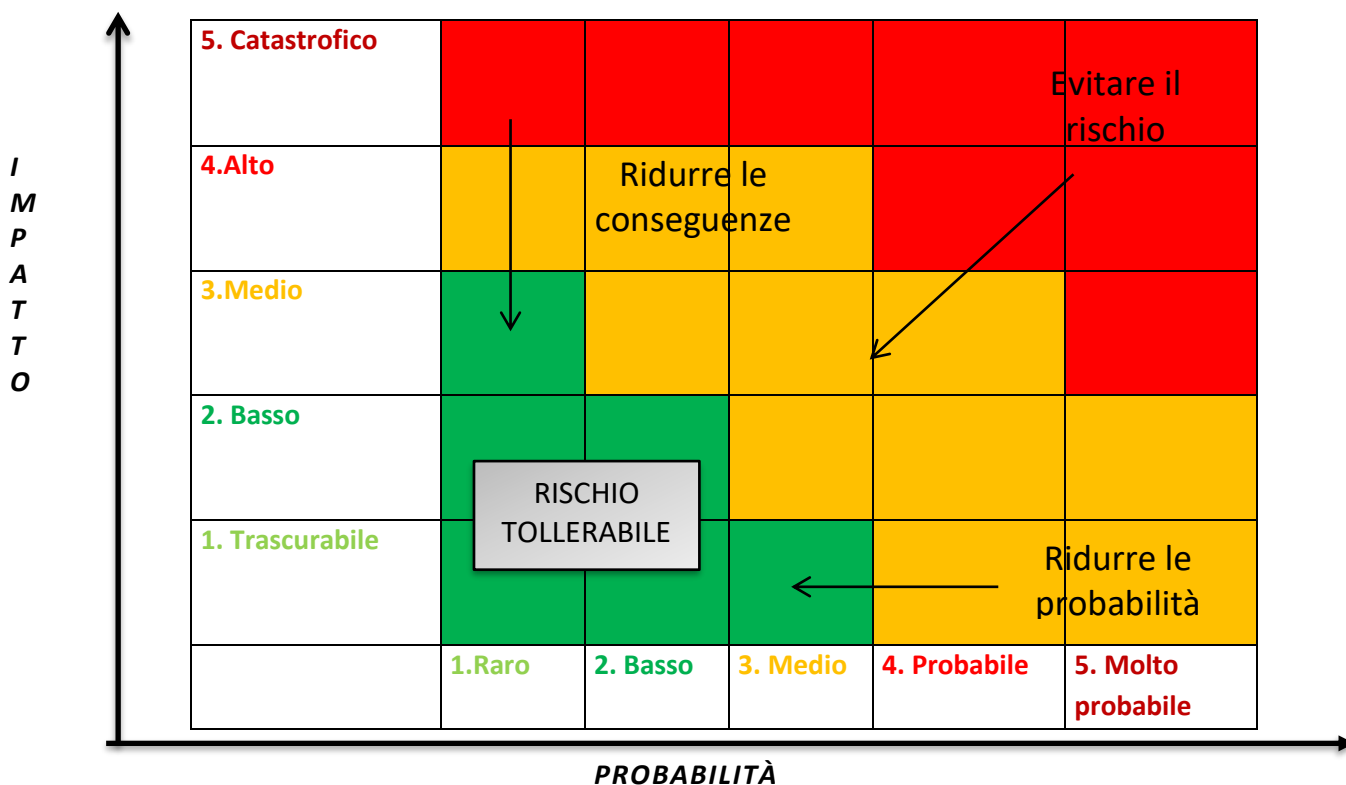 I
M
P
A
T
T
O
5. Catastrofico
Evitare il
rischio
4.Alto
Ridurre le
conseguenze
3.Medio
2. Basso
RISCHIO
TOLLERABILE
1. Trascurabile
Ridurre le
probabilità
1.Raro
2. Basso
3. Medio
4. Probabile
5. Molto
probabile
PROBABILITÀ